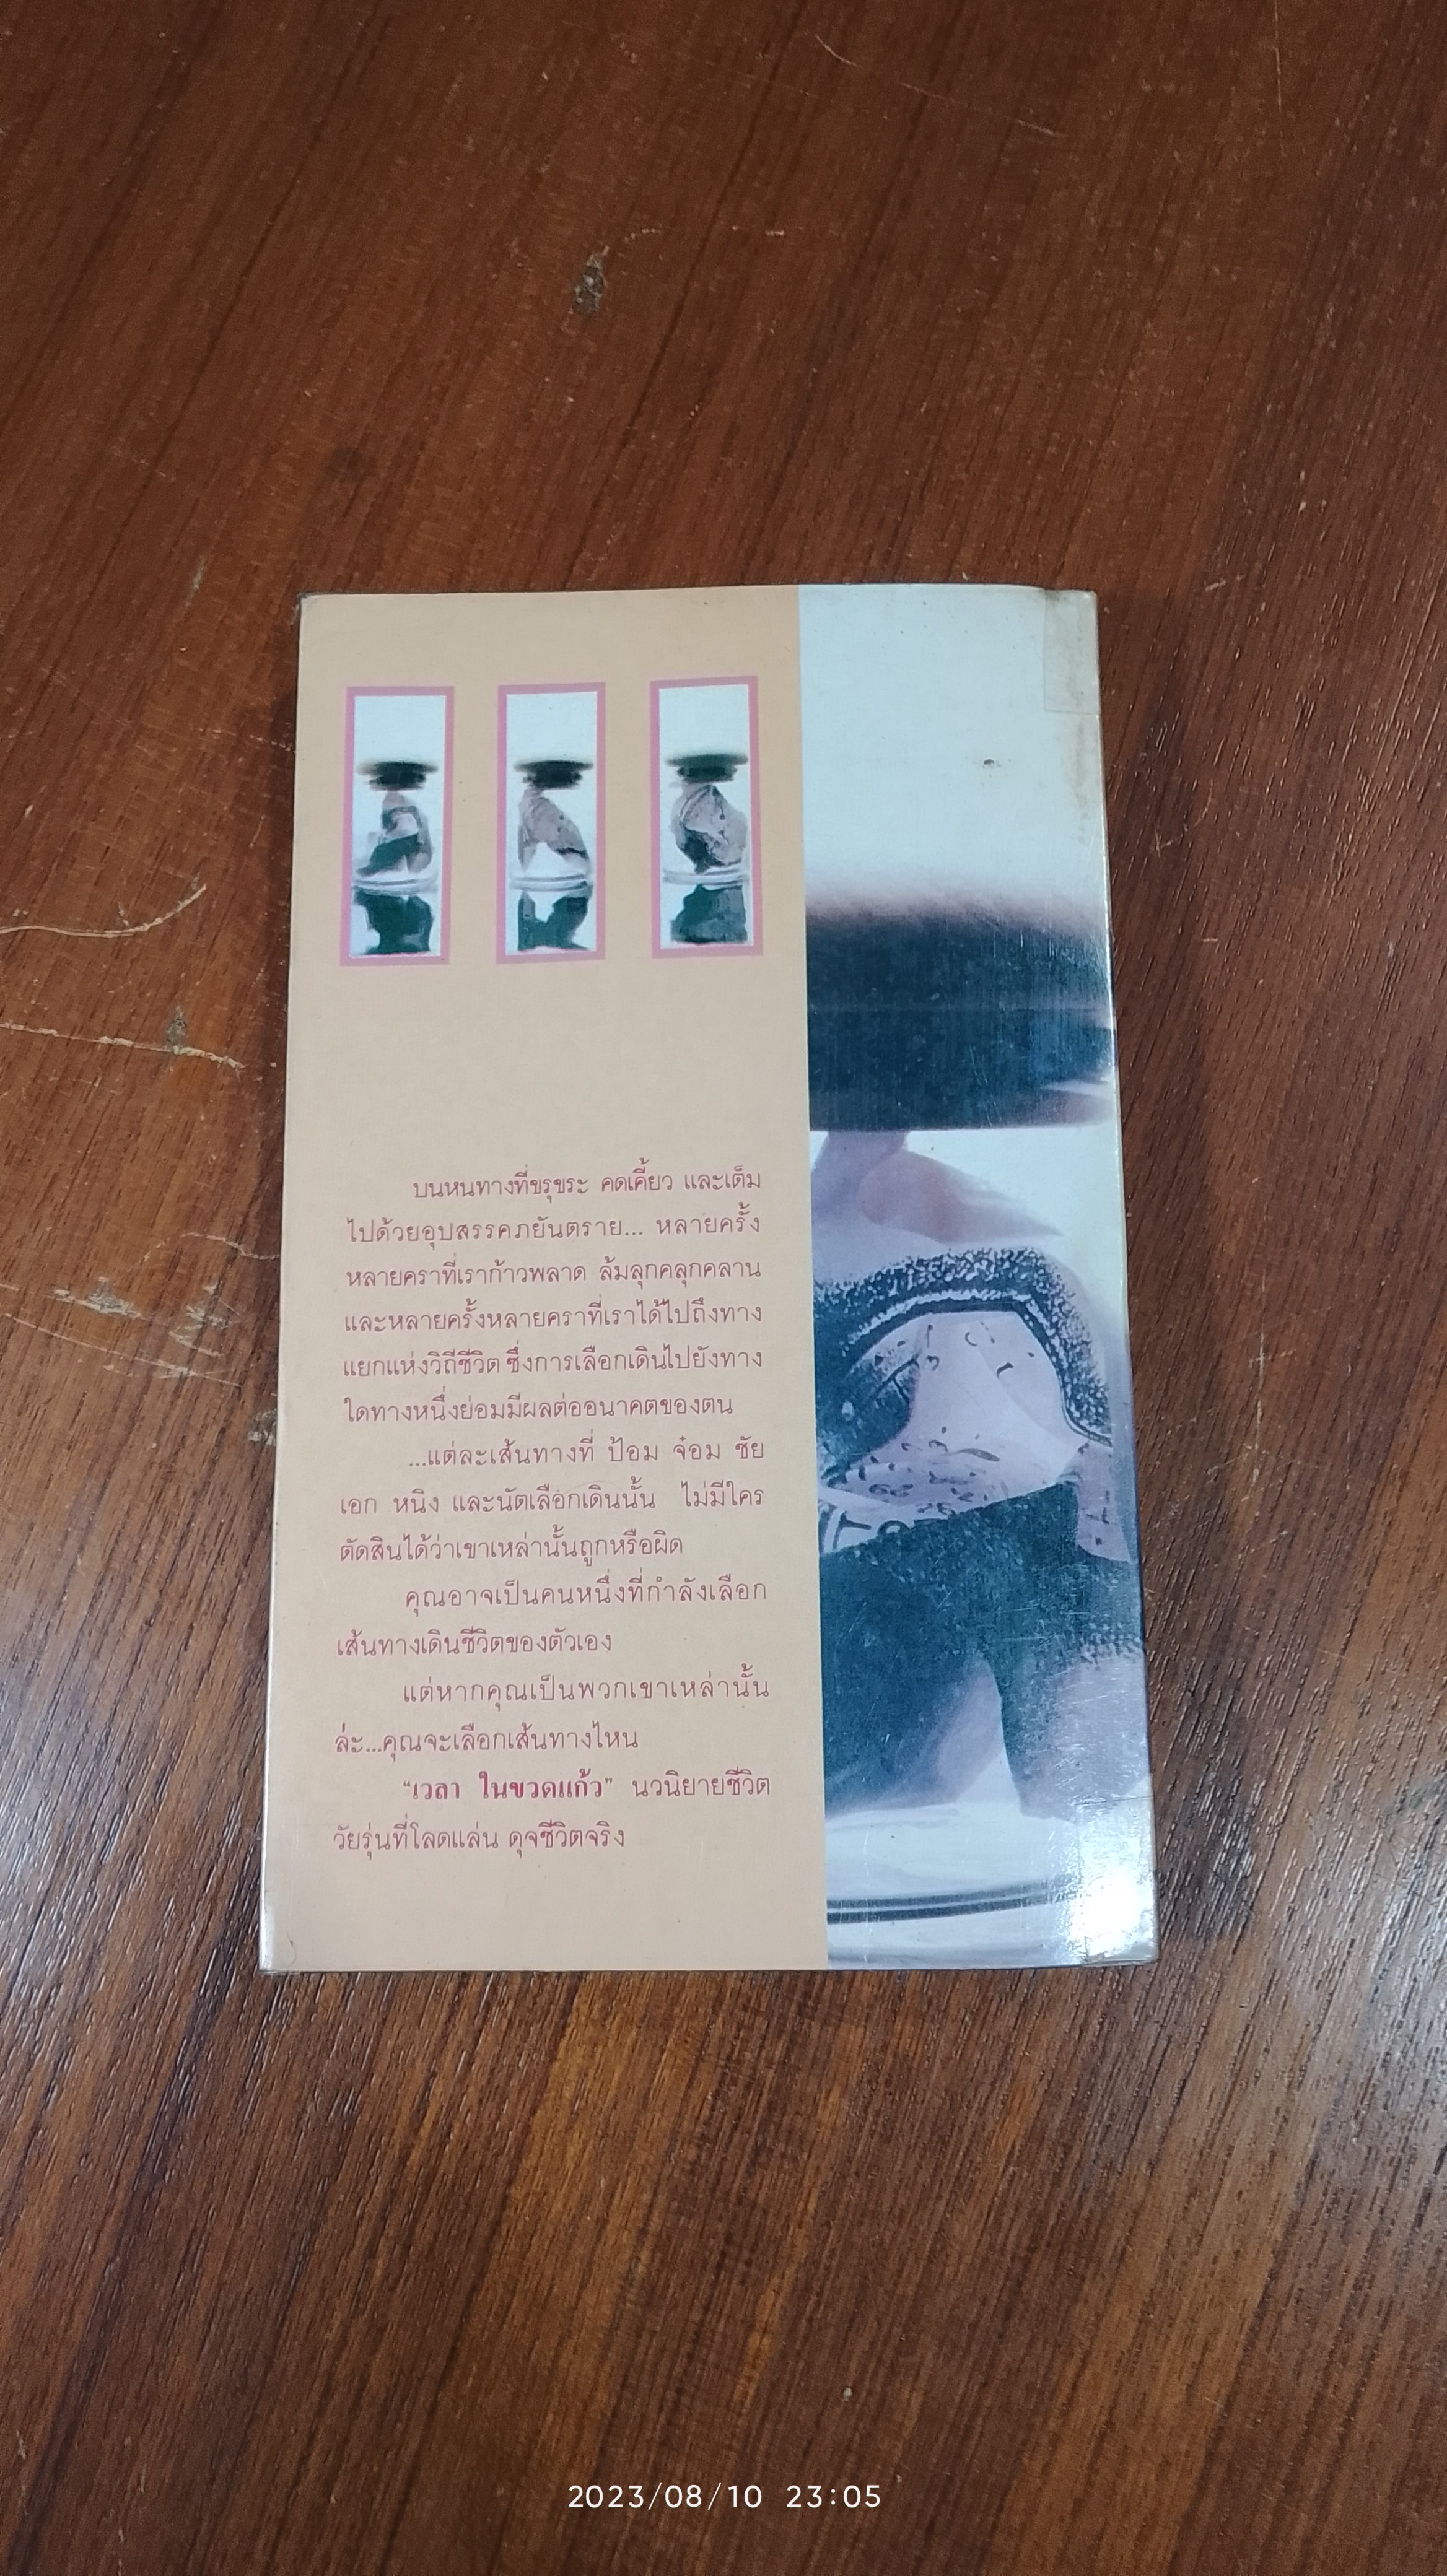 บนหนทางที่ขรุขระ คดเคี้ยว และเต็ม
ไปด้วยอุปสรรคภยันตราย... หลายครั้ง
หลายคราที่เราก้าวพลาด ล้มลุกคลุกคลาน
และหลายครั้งหลายคราที่เราได้ไปถึงทาง
แยกแห่งวิถีชีวิต ซึ่งการเลือกเดินไปยังทาง
ใดทางหนึ่งย่อมมีผลต่ออนาคตของตน
...แต่ละเส้นทางที่ ป้อม จ๋อม ชัย
เอก หนิง และนัตเลือกเดินนั้น ไม่มีใคร
ตัดสินได้ว่าเขาเหล่านั้นถูกหรือผิด
คุณอาจเป็นคนหนึ่งที่กำลังเลือก
เส้นทางเดินชีวิตของตัวเอง
แต่หากคุณเป็นพวกเขาเหล่านั้น
ล่ะ...คุณจะเลือกเส้นทางไหน
"เวลา ในขวดแก้ว" นวนิยายชีวิต
วัยรุ่นที่โลดแล่น ดุจชีวิตจริง
2023/08/10 23:05